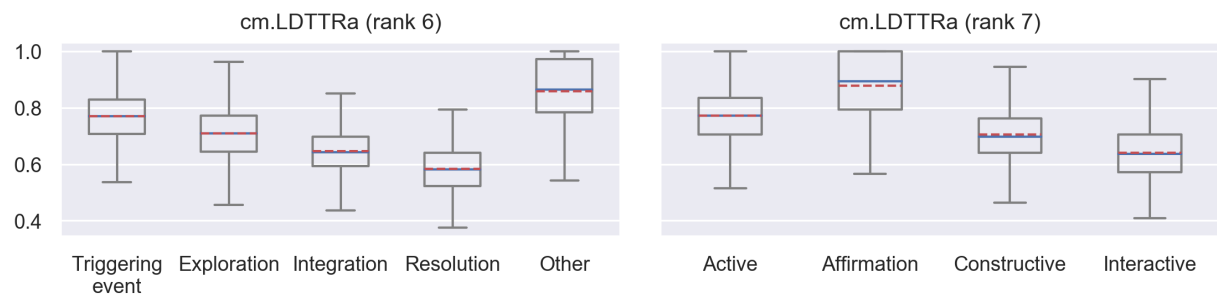 cm.LDTTRa (rank 6)
cm.LDTTRa (rank 7)
1.0
0.8
0.6
0.4
Triggering Exploration Integration Resolution Other
event
Active Affirmation Constructive Interactive